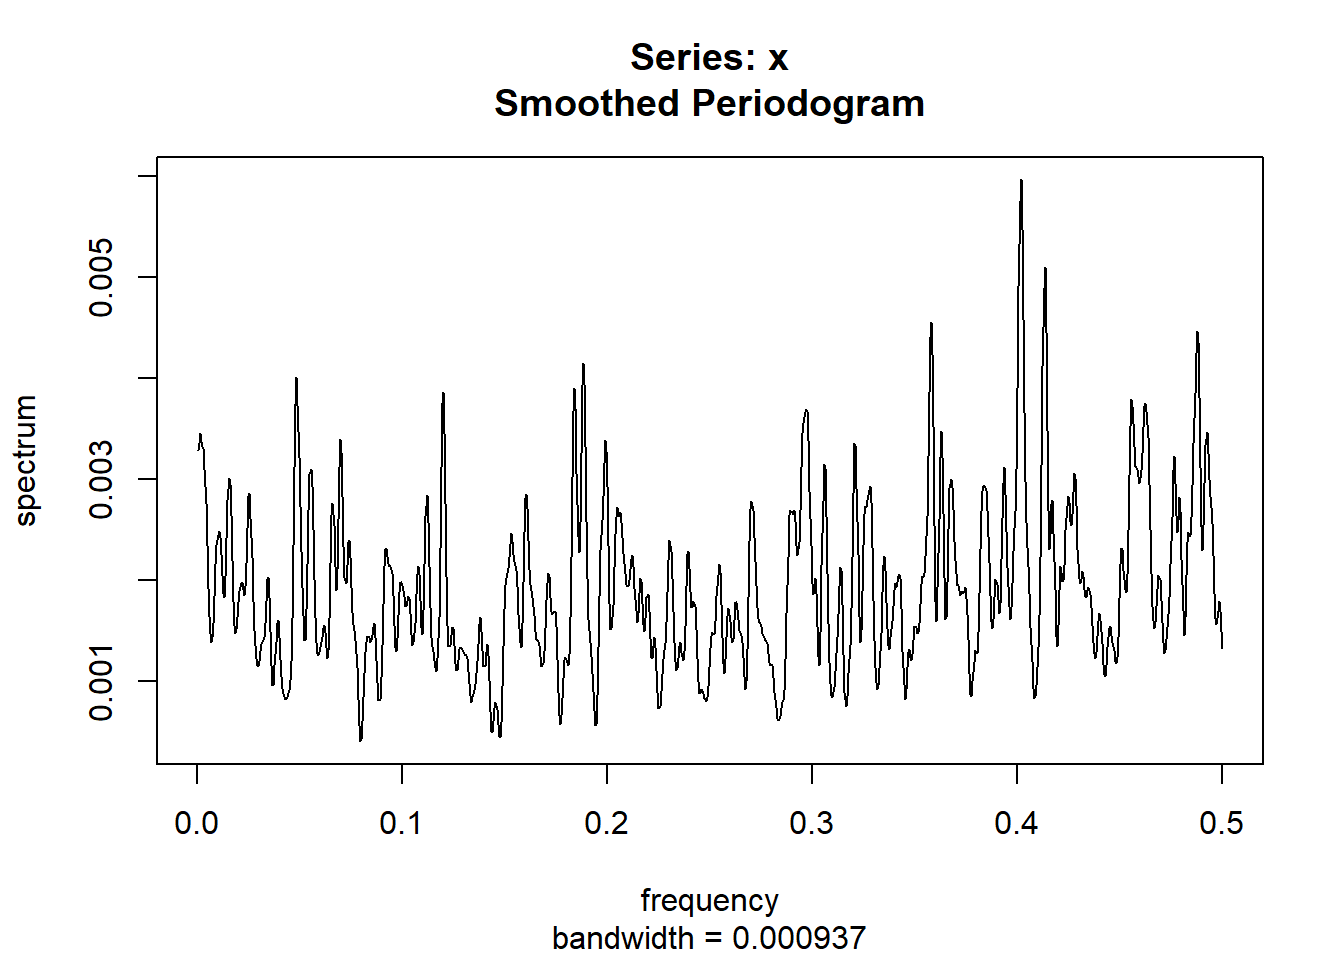 Series: x
Smoothed Periodogram
spectrum
0.005
0.003
0.001
0.0 0.1 0.2 0.3 0.4 0.5
frequency
bandwidth = 0.000937